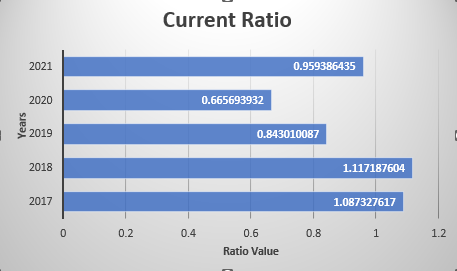 Current Ratio
2021
0.959386435
2020
0.665693932
2019
0.843010087
2018
1.117187604
2017
1.087327617
Years
0 0.2 0.4 0.6 0.8 1 1.2
Ratio Value